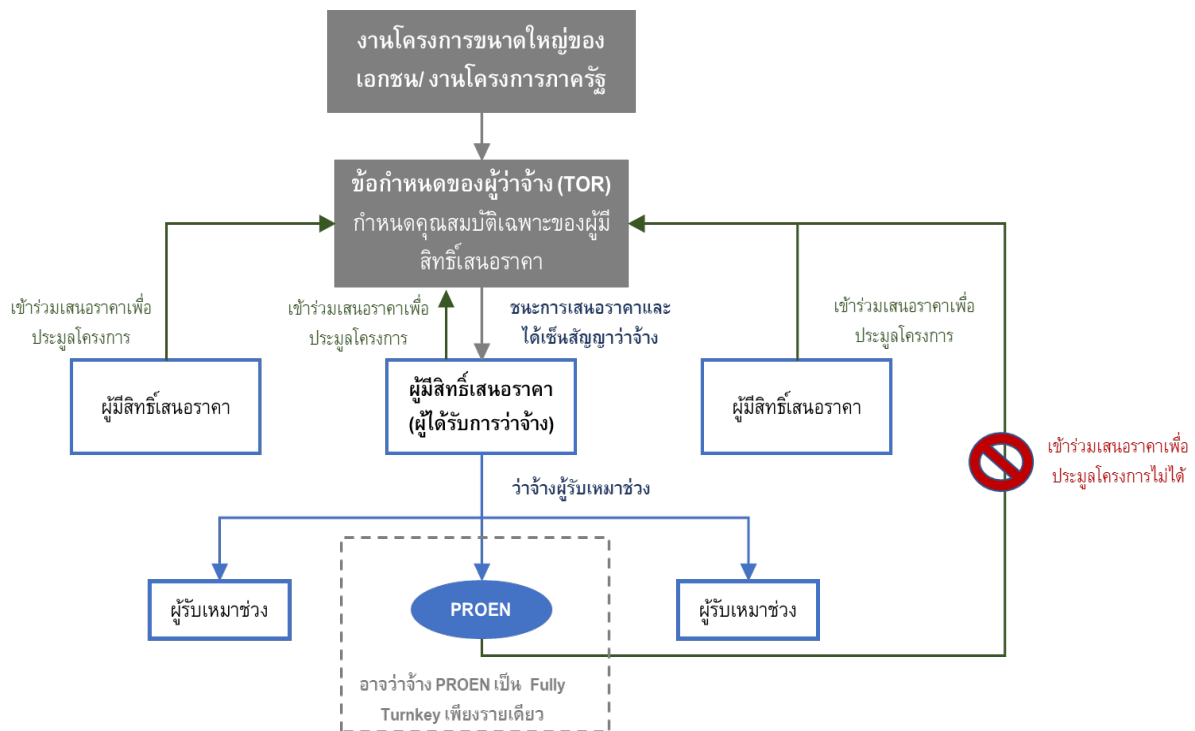 งานโครงการขนาดใหญ่ของ
เอกชน/ งานโครงการภาครัฐ
ข้อกำหนดของผู้ว่าจ้าง (TOR)
กำหนดคุณสมบัติเฉพาะของผู้มี
สิทธิ์เสนอราคา
เข้าร่วมเสนอราคาเพื่อ
ประมูลโครงการ
เข้าร่วมเสนอราคาเพื่อ
ประมูลโครงการ
ชนะการเสนอราคาและ
ได้เซ็นสัญญาว่าจ้าง
เข้าร่วมเสนอราคาเพื่อ
ประมูลโครงการ
ผู้มีสิทธิ์เสนอราคา
ผู้มีสิทธิ์เสนอราคา
(ผู้ได้รับการว่าจ้าง)
ผู้มีสิทธิ์เสนอราคา
เข้าร่วมเสนอราคาเพื่อ
ประมูลโครงการไม่ได้
ว่าจ้างผู้รับเหมาช่วง
ผู้รับเหมาช่วง
PROEN
ผู้รับเหมาช่วง
อาจว่าจ้าง PROEN เป็น Fully
Turnkey เพียงรายเดียว